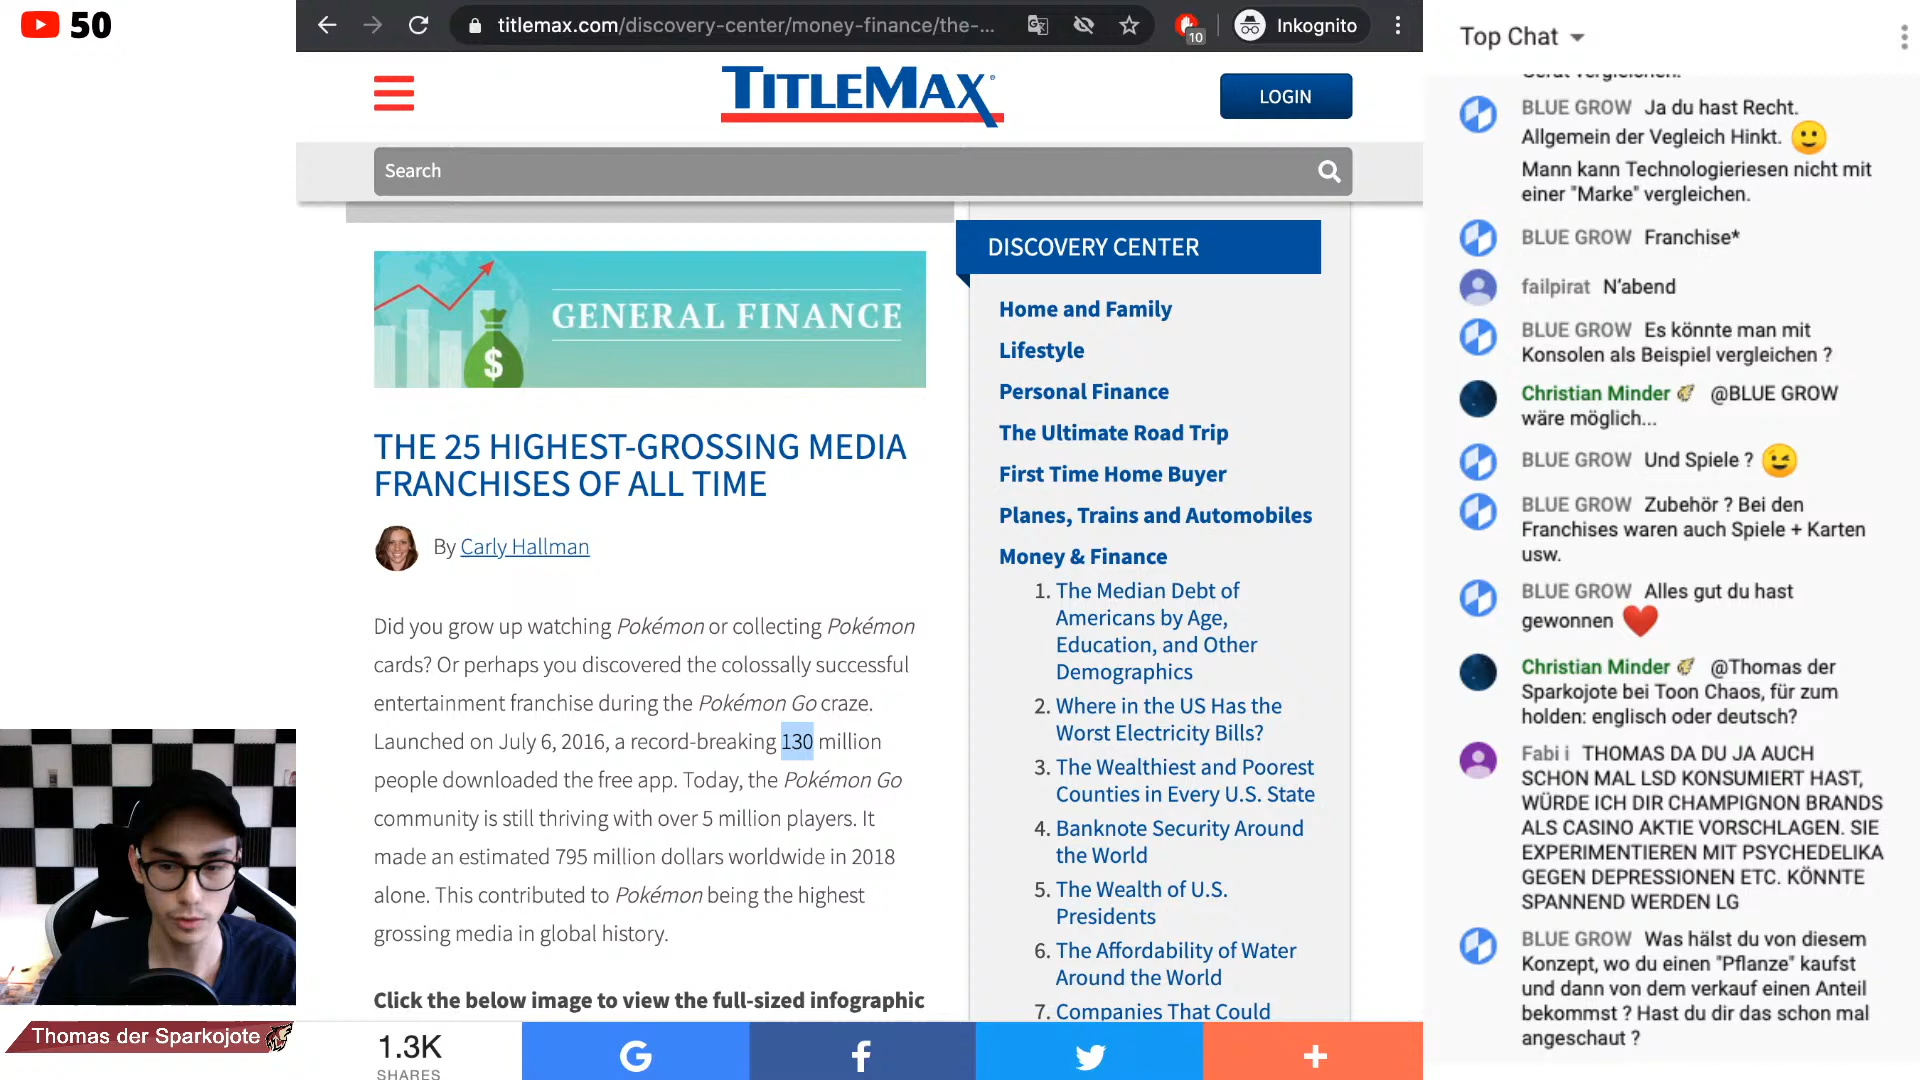 50
titlemax.com/discovery-center/money-finance/the-...
10
Inkognito
TITLEMAX
LOGIN
Search
GENERAL FINANCE
$
THE 25 HIGHEST-GROSSING MEDIA
FRANCHISES OF ALL TIME
By Carly Hallman
Did you grow up watching Pokémon or collecting Pokémon
cards? Or perhaps you discovered the colossally successful
entertainment franchise during the Pokémon Go craze.
Launched on July 6, 2016, a record-breaking 130 million
people downloaded the free app. Today, the Pokémon Go
community is still thriving with over 5 million players. It
made an estimated 795 million dollars worldwide in 2018
alone. This contributed to Pokémon being the highest
grossing media in global history.
Click the below image to view the full-sized infographic
1.3K
SHARES
DISCOVERY CENTER
Home and Family
Lifestyle
Personal Finance
The Ultimate Road Trip
First Time Home Buyer
Planes, Trains and Automobiles
Money & Finance
1. The Median Debt of
Americans by Age,
Education, and Other
Demographics
2. Where in the US Has the
Worst Electricity Bills?
3. The Wealthiest and Poorest
Counties in Every U.S. State
4. Banknote Security Around
the World
5. The Wealth of U.S.
Presidents
6. The Affordability of Water
Around the World
7. Companies That Could
Top Chat
Gerät vergleichen.
BLUE GROW Ja du hast Recht.
Allgemein der Vegleich Hinkt. 🙂
Mann kann Technologieriesen nicht mit
einer "Marke" vergleichen.
BLUE GROW Franchise*
failpirat N'abend
BLUE GROW Es könnte man mit
Konsolen als Beispiel vergleichen ?
Christian Minder @BLUE GROW
wäre möglich...
BLUE GROW Und Spiele ? 😉
BLUE GROW Zubehör ? Bei den
Franchises waren auch Spiele + Karten
usw.
BLUE GROW Alles gut du hast
gewonnen ❤️
Christian Minder @Thomas der
Sparkojote bei Toon Chaos, für zum
holden: englisch oder deutsch?
Fabi i THOMAS DA DU JA AUCH
SCHON MAL LSD KONSUMIERT HAST,
WÜRDE ICH DIR CHAMPIGNON BRANDS
ALS CASINO AKTIE VORSCHLAGEN. SIE
EXPERIMENTIEREN MIT PSYCHEDELIKA
GEGEN DEPRESSIONEN ETC. KÖNNTE
SPANNEND WERDEN LG
BLUE GROW Was hälst du von diesem
Konzept, wo du einen "Pflanze" kaufst
und dann von dem verkauf einen Anteil
bekommst ? Hast du dir das schon mal
angeschaut ?
Thomas der Sparkojote